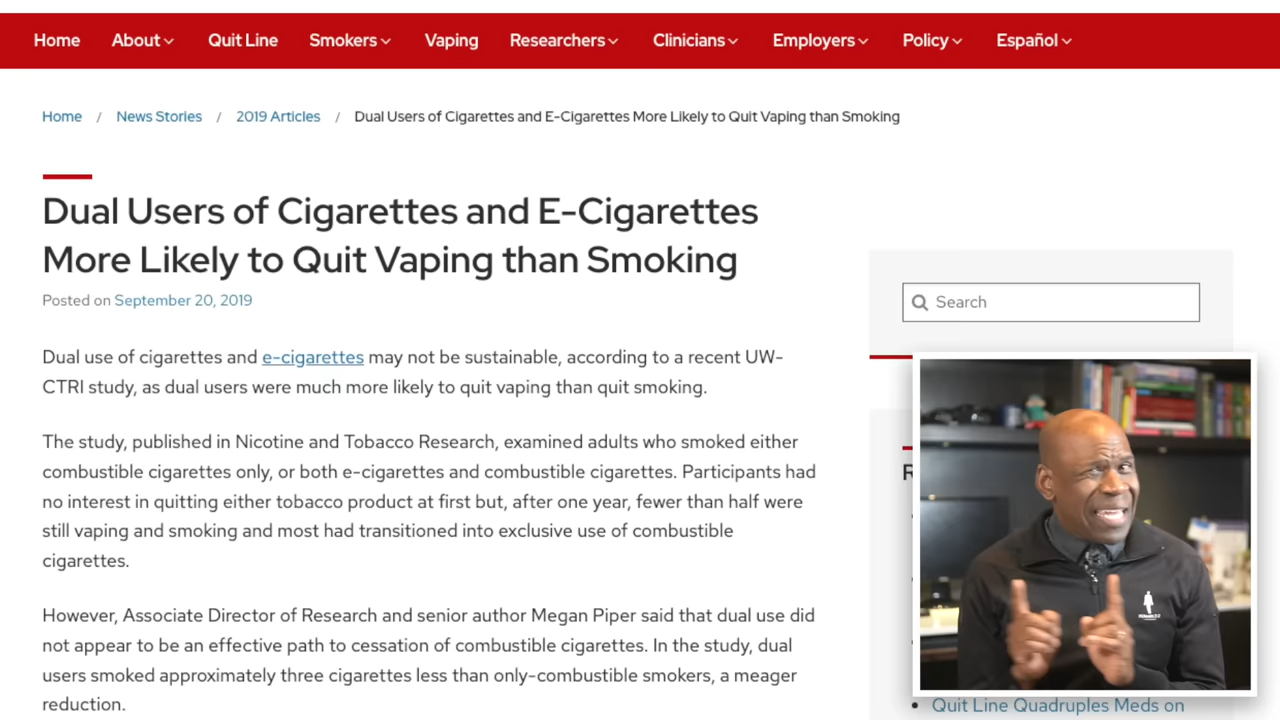 Home About Quit Line Smokers Vaping Researchers Clinicians Employers Policy Español
Home / News Stories / 2019 Articles / Dual Users of Cigarettes and E-Cigarettes More Likely to Quit Vaping than Smoking
Dual Users of Cigarettes and E-Cigarettes
More Likely to Quit Vaping than Smoking
Posted on September 20, 2019
Search
Dual use of cigarettes and e-cigarettes may not be sustainable, according to a recent UW-
CTRI study, as dual users were much more likely to quit vaping than quit smoking.
The study, published in Nicotine and Tobacco Research, examined adults who smoked either
combustible cigarettes only, or both e-cigarettes and combustible cigarettes. Participants had
no interest in quitting either tobacco product at first but, after one year, fewer than half were
still vaping and smoking and most had transitioned into exclusive use of combustible
cigarettes.
However, Associate Director of Research and senior author Megan Piper said that dual use did
not appear to be an effective path to cessation of combustible cigarettes. In the study, dual
users smoked approximately three cigarettes less than only-combustible smokers, a meager
reduction.
Quit Line Quadruples Meds on